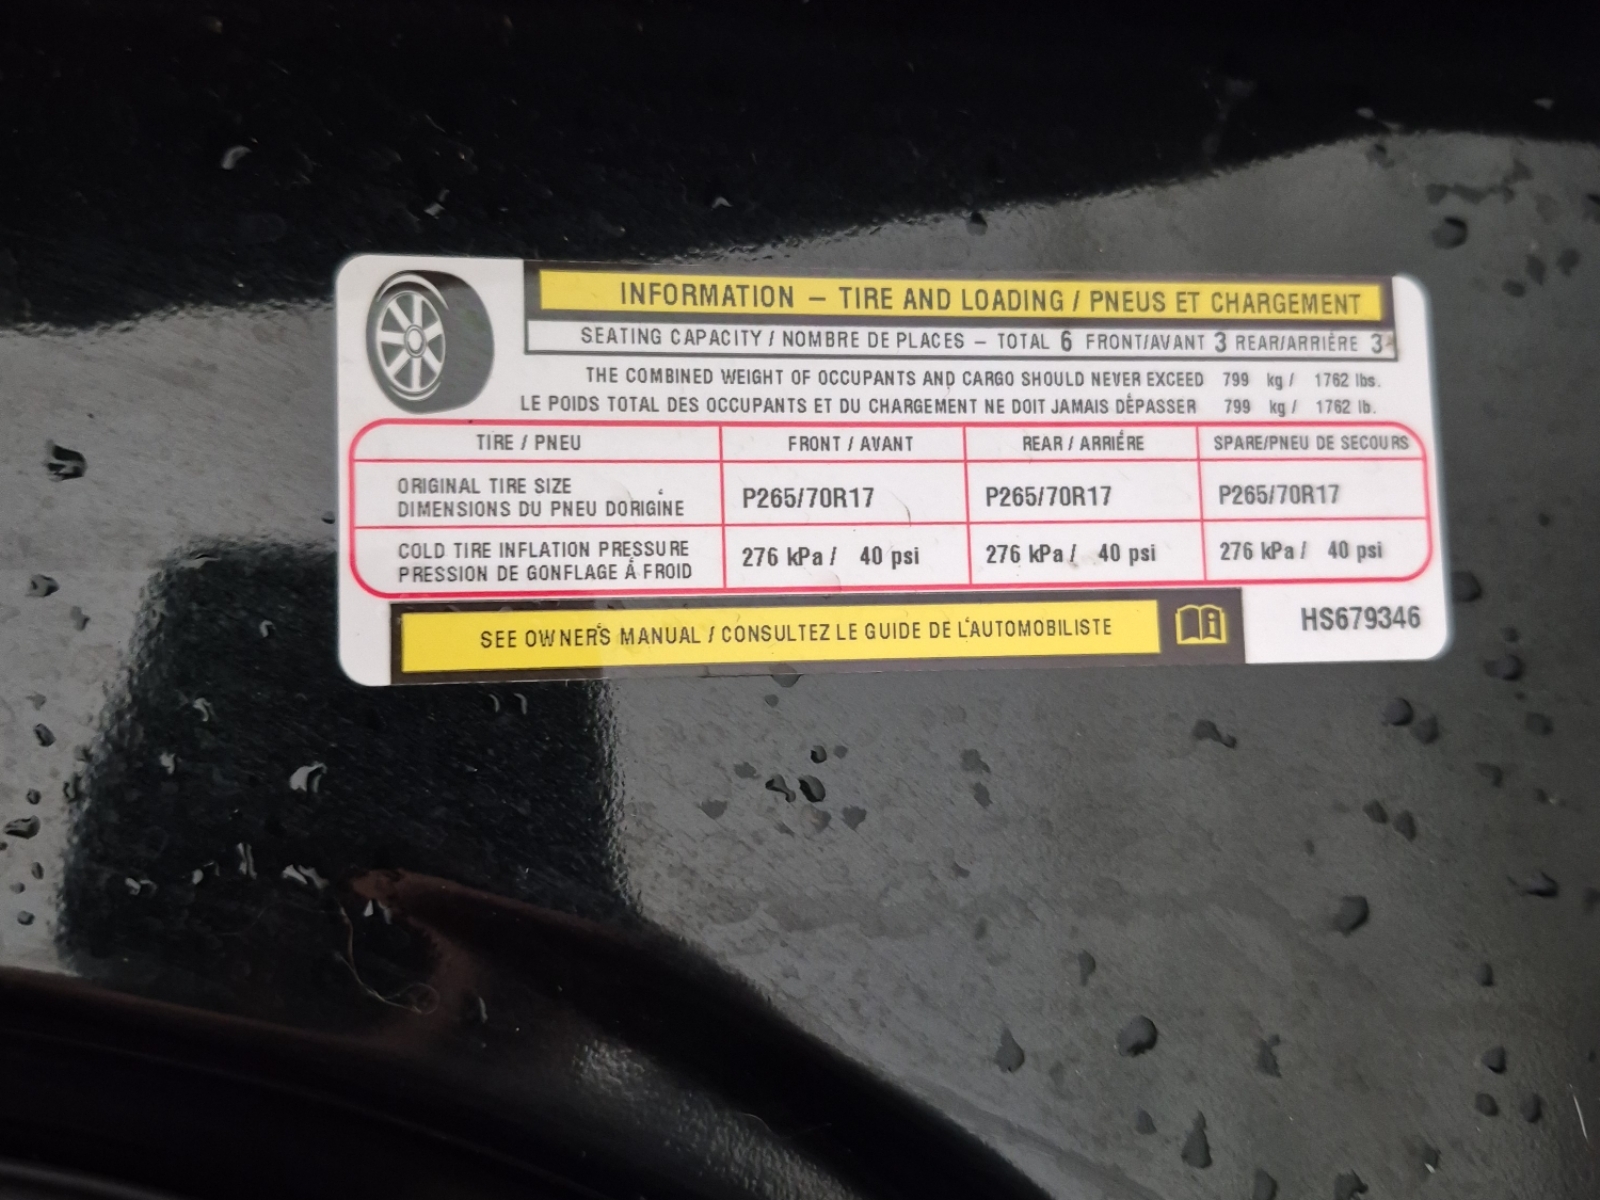 INFORMATION – TIRE AND LOADING / PNEUS ET CHARGEMENT
SEATING CAPACITY / NOMBRE DE PLACES – TOTAL 6 FRONT/AVANT 3 REAR/ARRIÈRE 3
THE COMBINED WEIGHT OF OCCUPANTS AND CARGO SHOULD NEVER EXCEED 799 kg / 1762 lbs.
LE POIDS TOTAL DES OCCUPANTS ET DU CHARGEMENT NE DOIT JAMAIS DÉPASSER 799 kg / 1762 lb.
TIRE / PNEU FRONT / AVANT REAR / ARRIÉRE SPARE/PNEU DE SECOURS
ORIGINAL TIRE SIZE
DIMENSIONS DU PNEU D'ORIGINE P265/70R17 P265/70R17 P265/70R17
COLD TIRE INFLATION PRESSURE
PRESSION DE GONFLAGE À FROID 276 kPa / 40 psi 276 kPa / 40 psi 276 kPa / 40 psi
SEE OWNER'S MANUAL / CONSULTEZ LE GUIDE DE L'AUTOMOBILISTE
HS679346